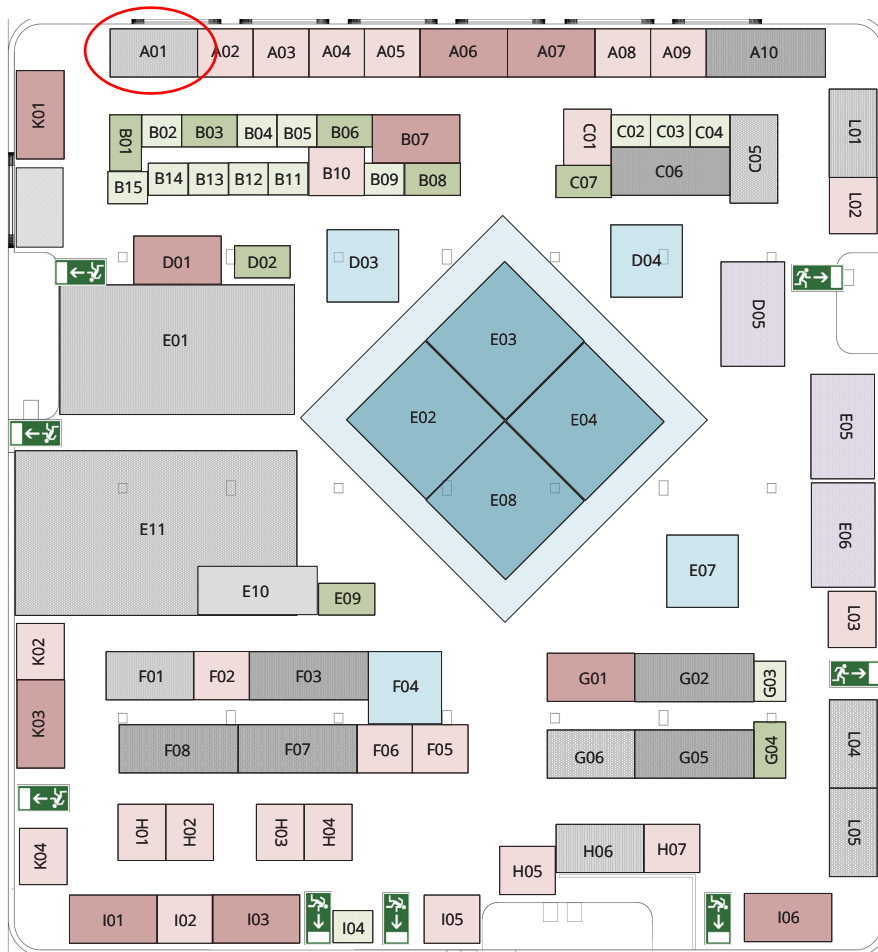 A01 A02 A03 A04 A05 A06 A07 A08 A09 A10
K01
B01 B02 B03 B04 B05 B06 B07
B15 B14 B13 B12 B11 B10 B09 B08
C01 C02 C03 C04 C05
C07 C06
L01
L02
D01 D02 D03 D04
D05
E01 E03
E02 E04
E05
E08
E11 E06
E10 E09 E07
L03
K02
F01 F02 F03 F04 G01 G02 G03
K03
F08 F07 F06 F05 G06 G05 G04
L04
H01 H02 H03 H04
L05
K04 H05 H06 H07
I01 I02 I03 I04 I05 I06